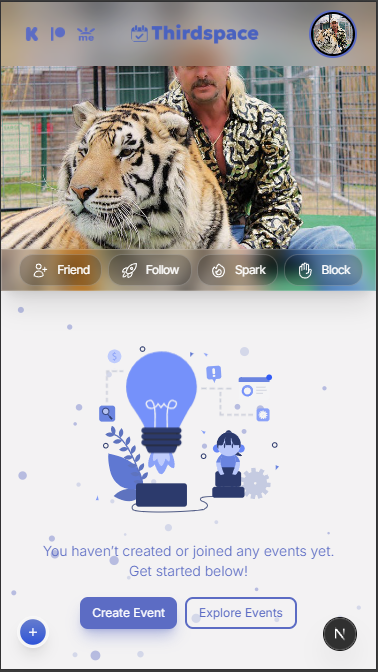 me
Thirdspace
Friend
Follow
Spark
Block
$
!
You haven't created or joined any events yet.
Get started below!
Create Event
Explore Events
+
N